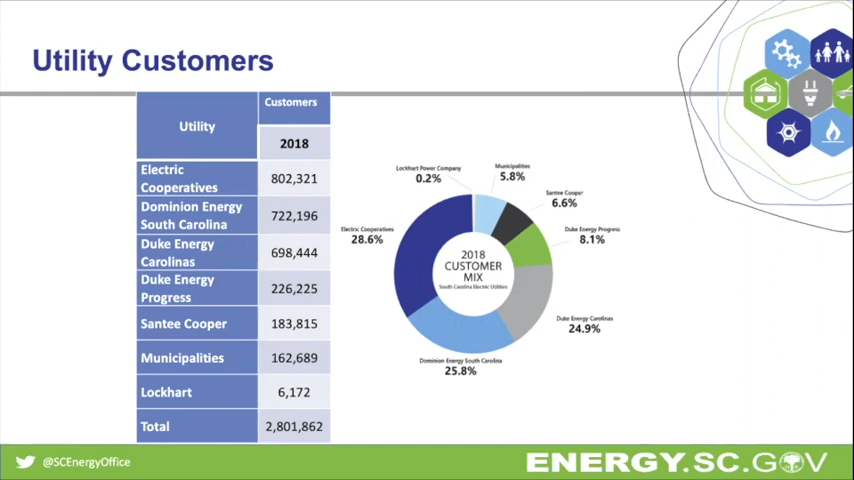 Utility Customers
Utility
Customers
2018
Electric
Cooperatives
802,321
Dominion Energy
South Carolina
722,196
Duke Energy
Carolinas
698,444
Duke Energy
Progress
226,225
Santee Cooper
183,815
Municipalities
162,689
Lockhart
6,172
Total
2,801,862
Lockhart Power Company
0.2%
Municipalities
5.8%
Santee Cooper
6.6%
Duke Energy Progress
8.1%
Electric Cooperatives
28.6%
2018
CUSTOMER
MIX
South Carolina Electric Utilities
Duke Energy Carolinas
24.9%
Dominion Energy South Carolina
25.8%
@SCEnergyOffice
ENERGY.SC.GOV